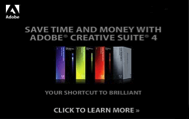 Adobe
SAVE TIME AND MONEY WITH
ADOBE® CREATIVE SUITE® 4
YOUR SHORTCUT TO BRILLIANT
CLICK TO LEARN MORE »